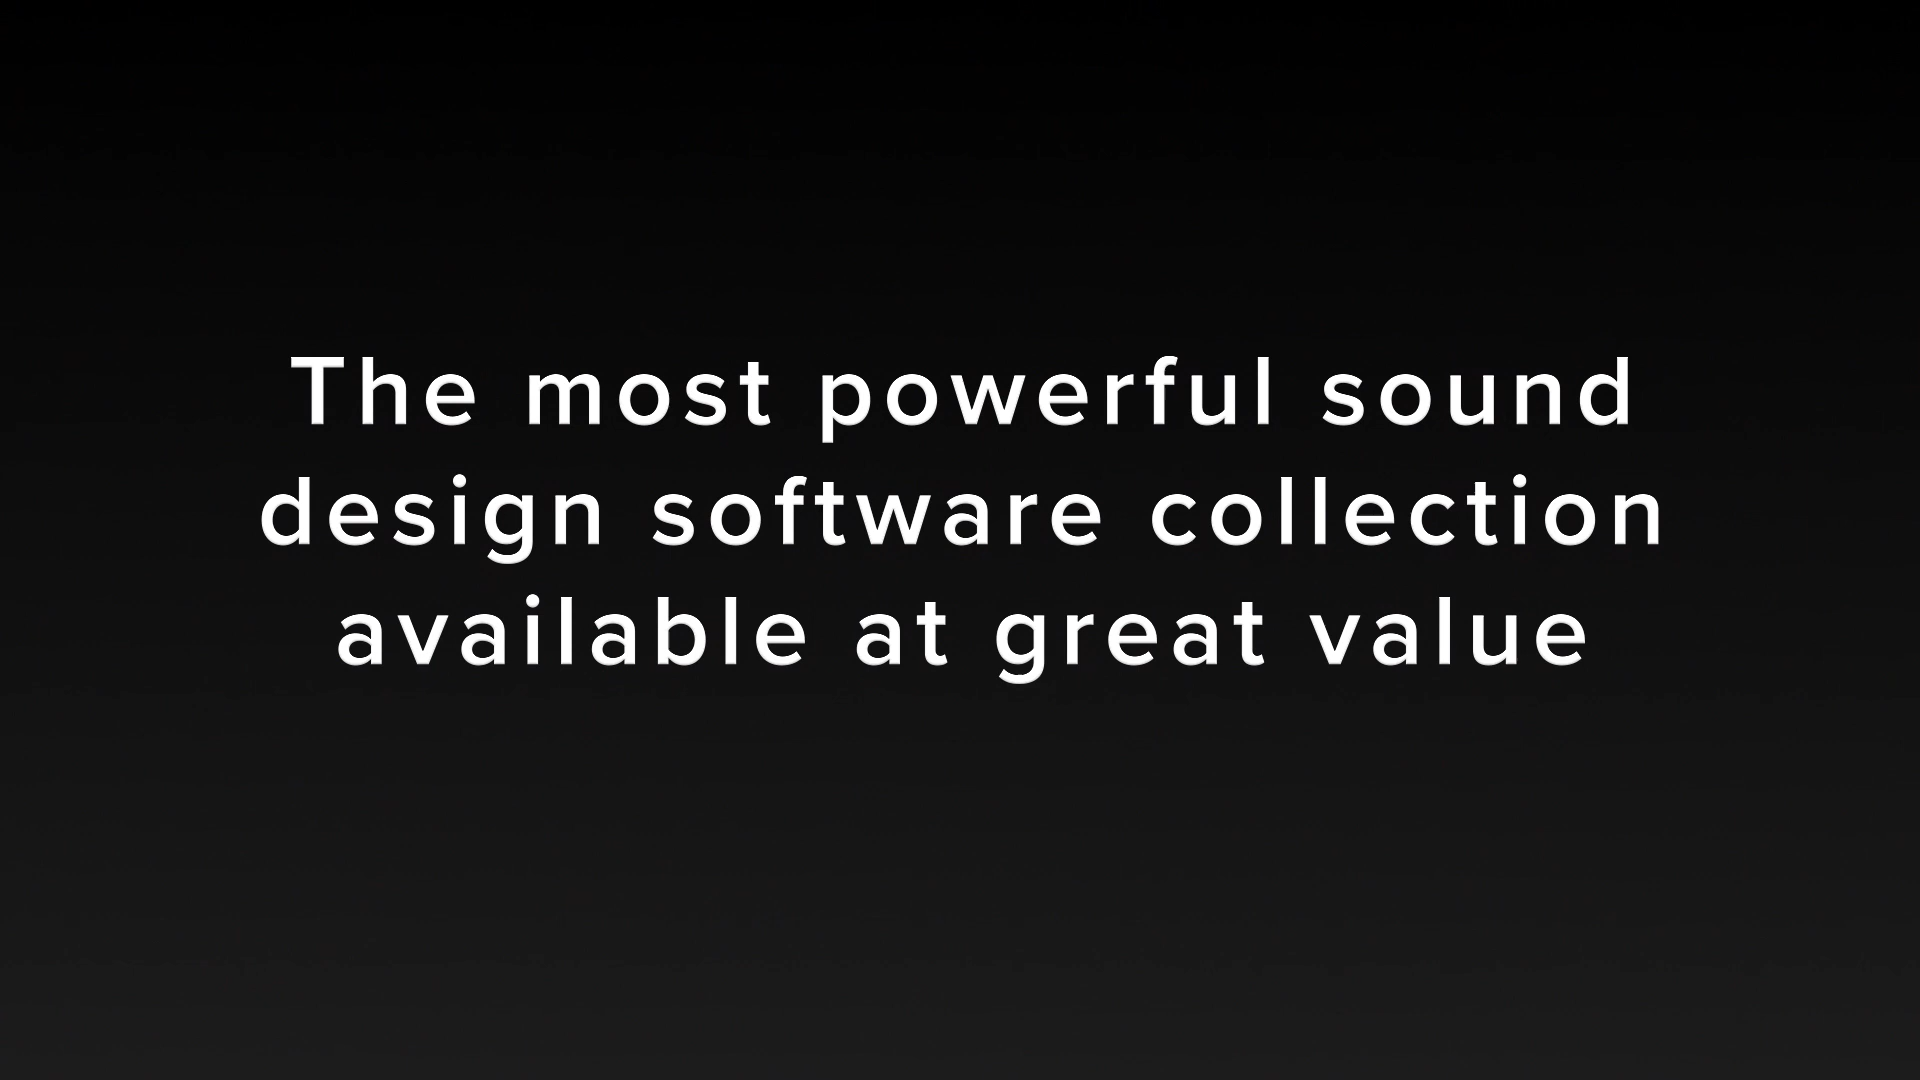 The most powerful sound
design software collection
available at great value